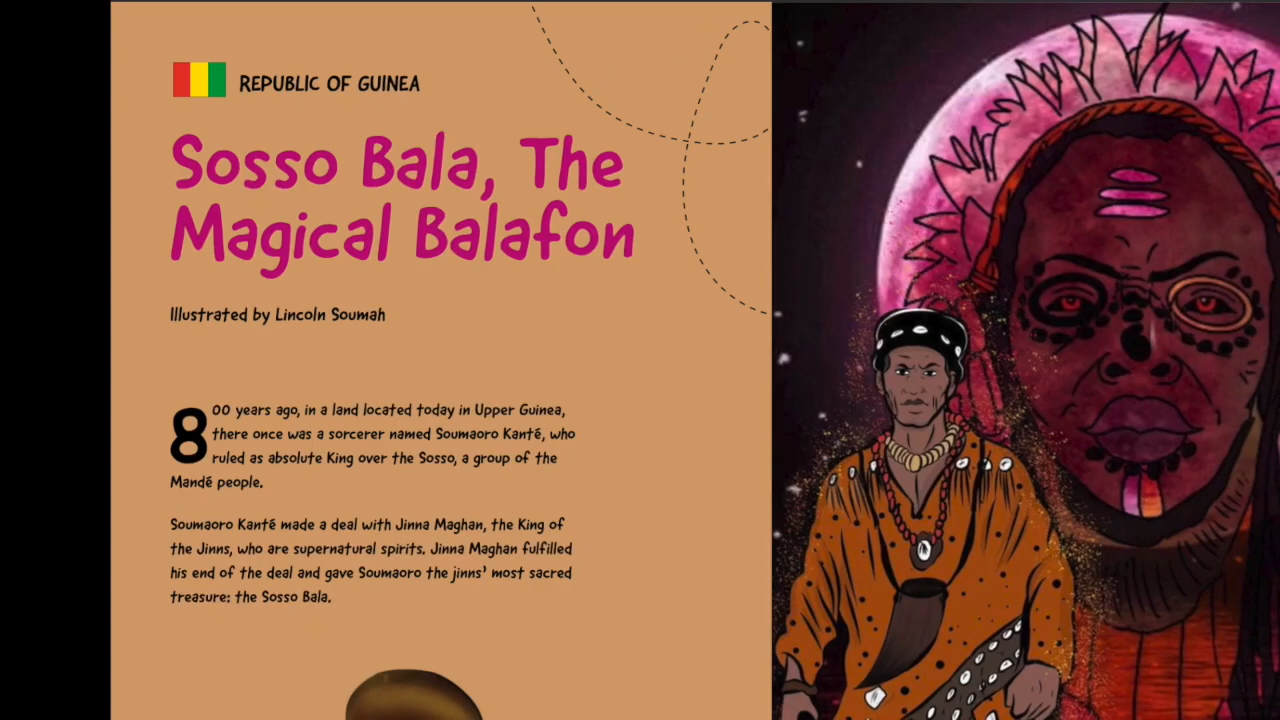 REPUBLIC OF GUINEA
Sosso Bala, The
Magical Balafon
Illustrated by Lincoln Soumah
800 years ago, in a land located today in Upper Guinea,
there once was a sorcerer named Soumaoro Kanté, who
ruled as absolute King over the Sosso, a group of the
Mandé people.
Soumaoro Kanté made a deal with Jinna Maghan, the King of
the Jinns, who are supernatural spirits. Jinna Maghan fulfilled
his end of the deal and gave Soumaoro the jinns’ most sacred
treasure: the Sosso Bala.